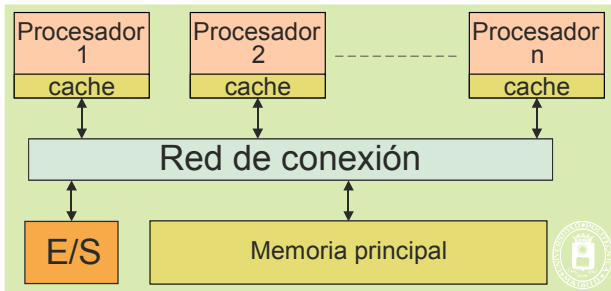 Procesador
1
cache
Procesador
2
cache
Procesador
n
cache
Red de conexión
E/S
Memoria principal